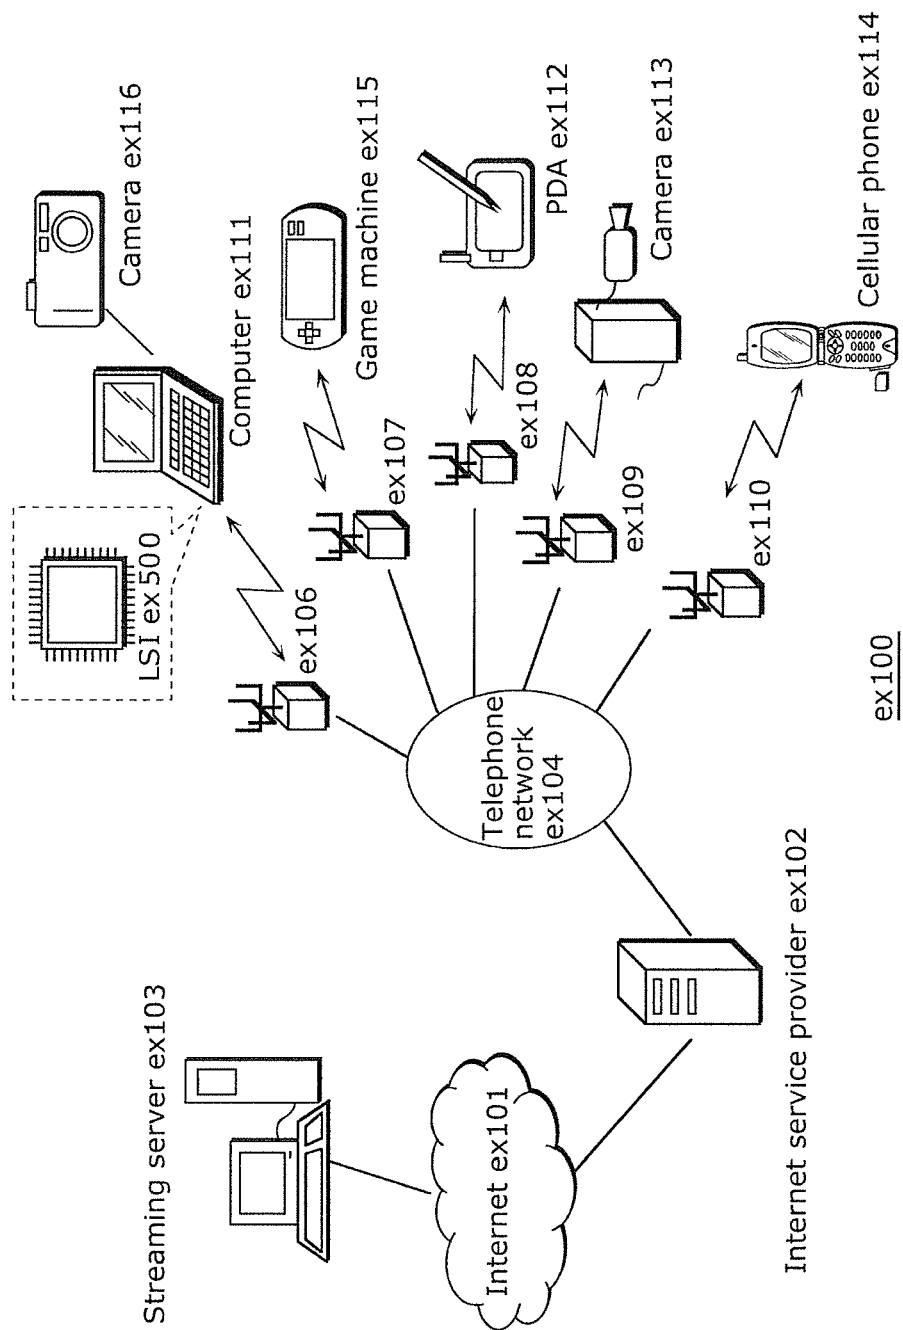 Streaming server ex103
Internet ex101
Internet service provider ex102
Telephone
network
ex104
LSI ex500
ex106
ex107
ex108
ex109
ex110
Camera ex116
Computer ex111
Game machine ex115
PDA ex112
Camera ex113
Cellular phone ex114
ex100